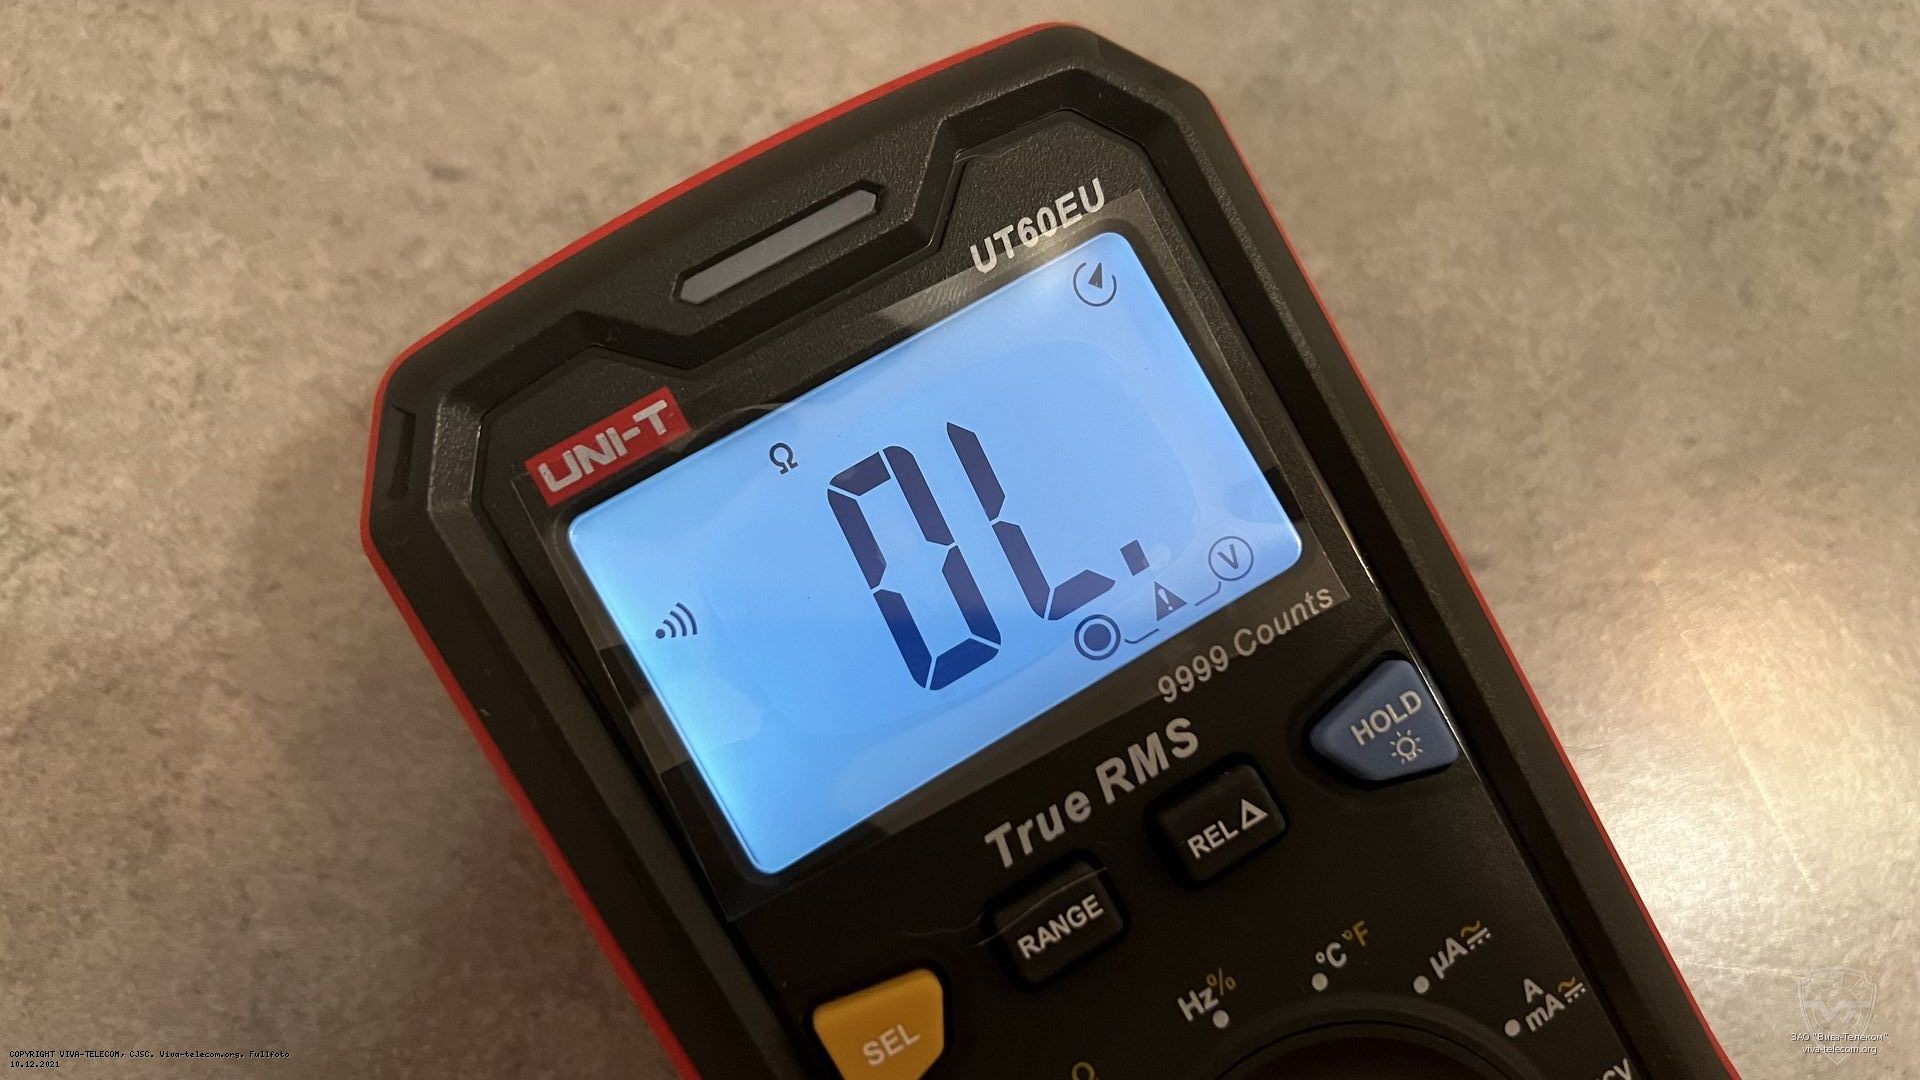 UT60EU
UNI-T
Ω
0L.
V
9999 Counts
True RMS
HOLD
REL△
RANGE
SEL
Hz%
°C°F
µA
A
mA
Ω
COPYRIGHT VIVA-TELECOM, CJSC. Viva-telecom.org. Fullfoto
10.12.2021
ЗАО "Вива-Телеком"
viva-telecom.org